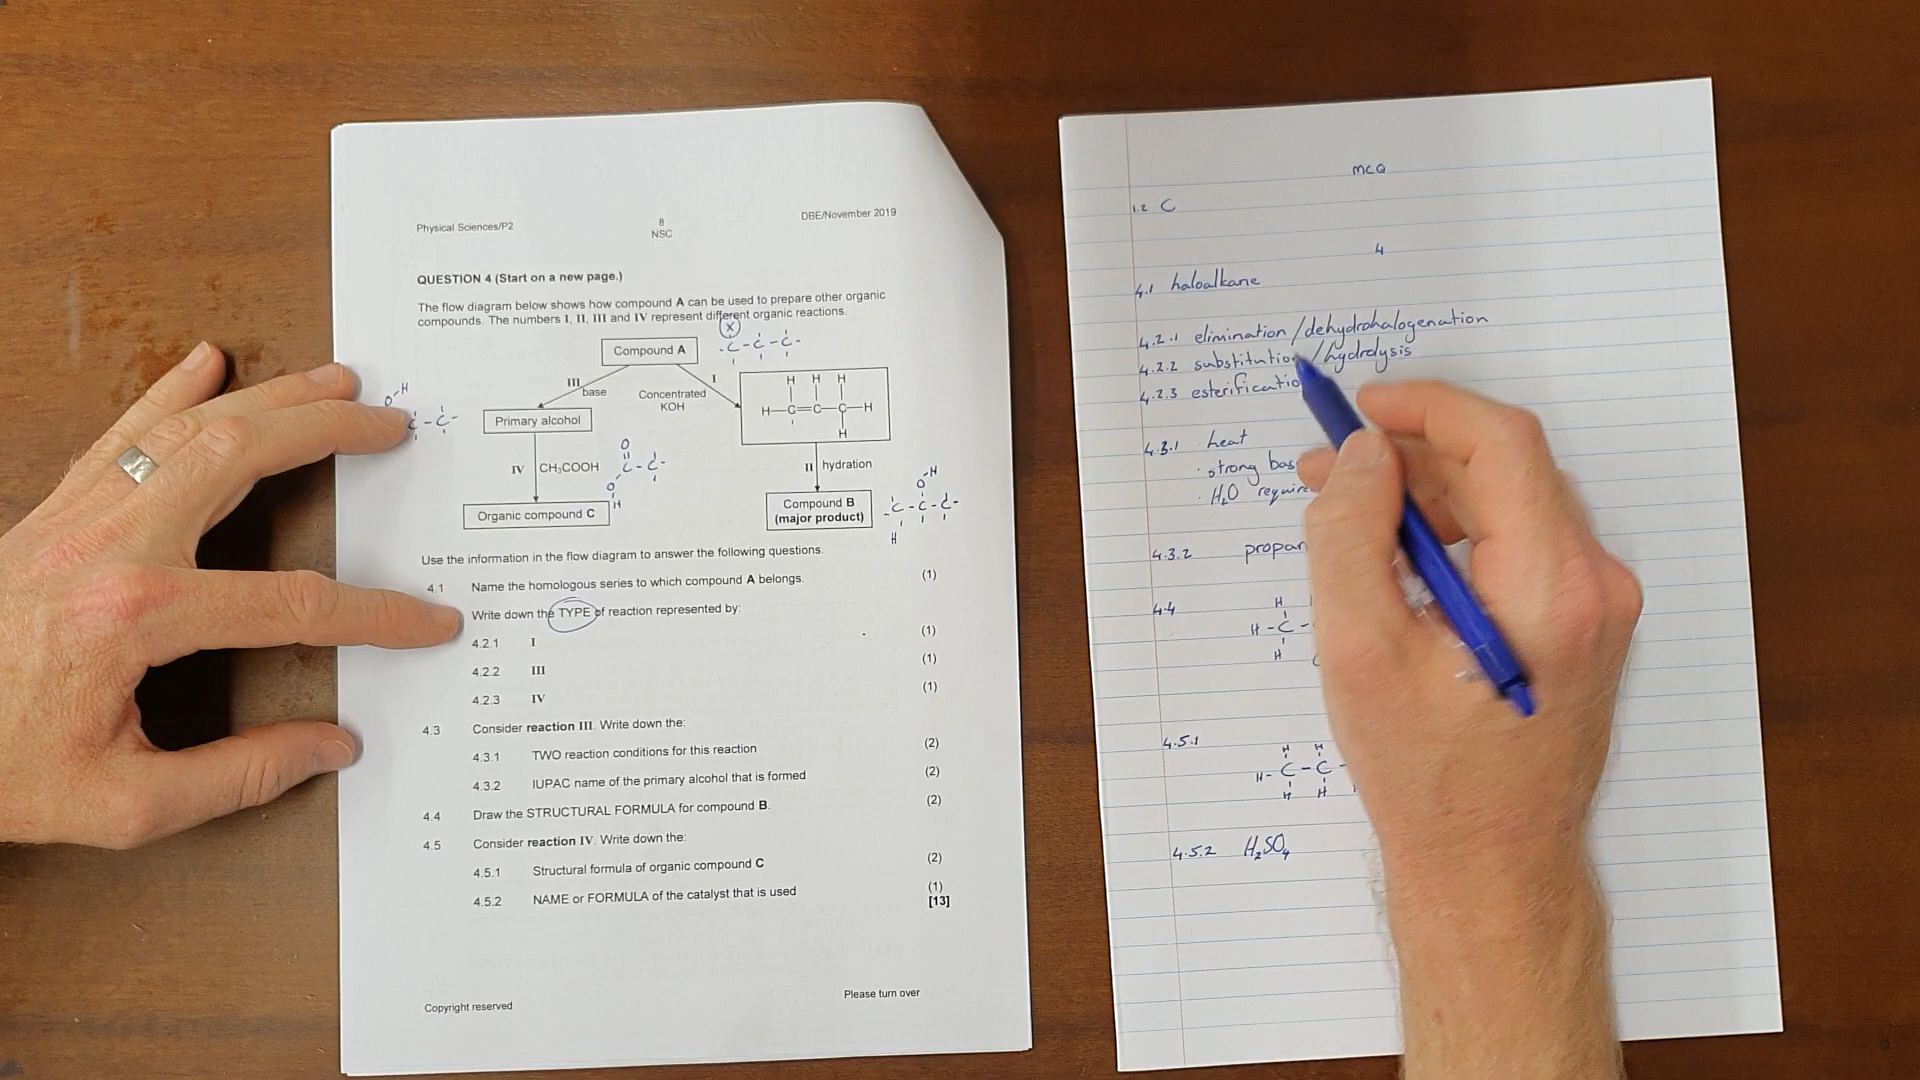 Physical Sciences/P2
8
NSC
DBE/November 2019
QUESTION 4 (Start on a new page.)
The flow diagram below shows how compound A can be used to prepare other organic
compounds. The numbers I, II, III and IV represent different organic reactions.
X
-C-C-C-
Compound A
III
base
Concentrated
KOH
I
H H H
H-C=C-C-H
H
O-H
C-C-
Primary alcohol
IV CH₃COOH
O
C-C-
O
H
II hydration
Organic compound C
Compound B
(major product)
O-H
-C-C-C-
H
Use the information in the flow diagram to answer the following questions.
4.1 Name the homologous series to which compound A belongs. (1)
Write down the TYPE of reaction represented by:
4.2.1 I (1)
4.2.2 III (1)
4.2.3 IV (1)
4.3 Consider reaction III. Write down the:
4.3.1 TWO reaction conditions for this reaction (2)
4.3.2 IUPAC name of the primary alcohol that is formed (2)
4.4 Draw the STRUCTURAL FORMULA for compound B. (2)
4.5 Consider reaction IV. Write down the:
4.5.1 Structural formula of organic compound C (2)
4.5.2 NAME or FORMULA of the catalyst that is used (1)
[13]
Copyright reserved
Please turn over
MCQ
1.2 C
4
4.1 haloalkane
4.2.1 elimination/dehydrohalogenation
4.2.2 substitution/hydrolysis
4.2.3 esterificatio
4.3.1 heat
· strong bas
· H₂O require
4.3.2 propan
4.4
H
H-C-
H
4.5.1
H H
H-C-C-
H H
4.5.2 H₂SO₄